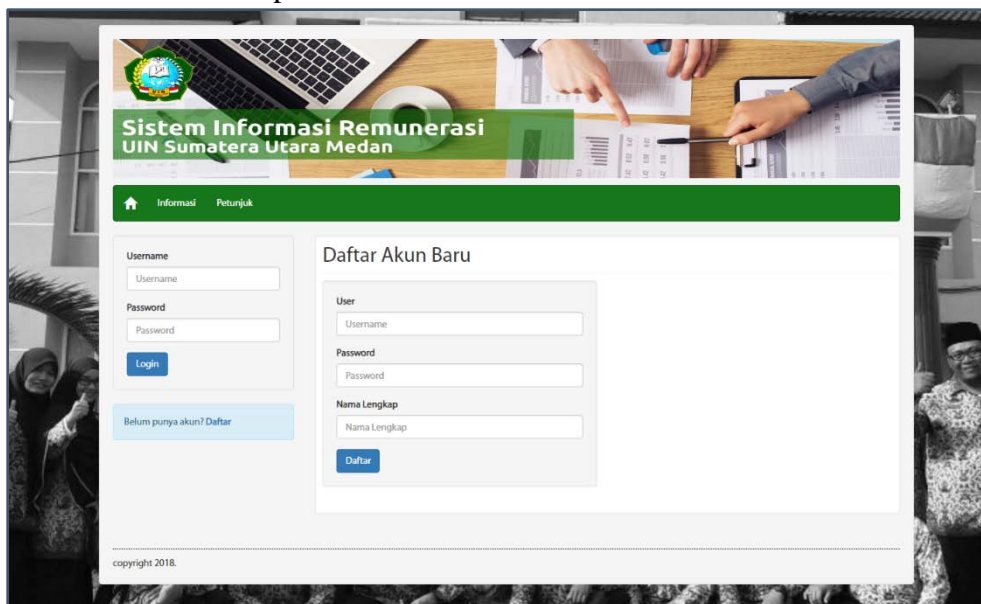 Sistem Informasi Remunerasi
UIN Sumatera Utara Medan
Informasi Petunjuk
Username
Username
Password
Password
Login
Belum punya akun? Daftar
Daftar Akun Baru
User
Username
Password
Password
Nama Lengkap
Nama Lengkap
Daftar
copyright 2018.